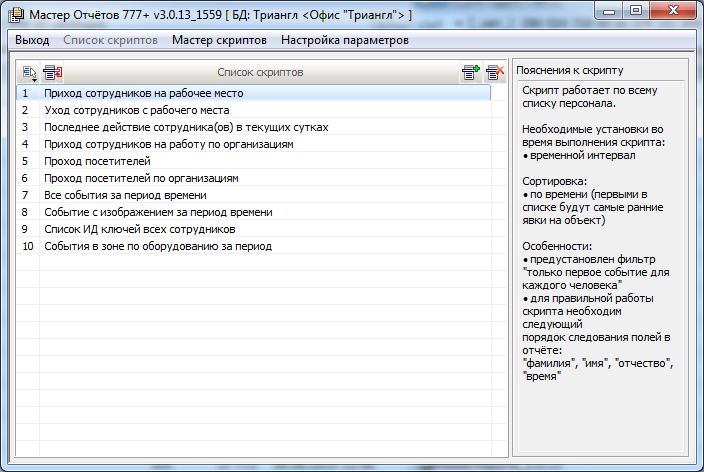 Мастер Отчётов 777+ v3.0.13_1559 [ БД: Триангл <Офис "Триангл"> ]
Выход Список скриптов Мастер скриптов Настройка параметров
Список скриптов
1 Приход сотрудников на рабочее место
2 Уход сотрудников с рабочего места
3 Последнее действие сотрудника(ов) в текущих сутках
4 Приход сотрудников на работу по организациям
5 Проход посетителей
6 Проход посетителей по организациям
7 Все события за период времени
8 Событие с изображением за период времени
9 Список ИД ключей всех сотрудников
10 События в зоне по оборудованию за период
Пояснения к скрипту
Скрипт работает по всему
списку персонала.
Необходимые установки во
время выполнения скрипта:
• временной интервал
Сортировка:
• по времени (первыми в
списке будут самые ранние
явки на объект)
Особенности:
• предустановлен фильтр
"только первое событие для
каждого человека"
• для правильной работы
скрипта необходим
следующий
порядок следования полей в
отчёте:
"фамилия", "имя", "отчество",
"время"